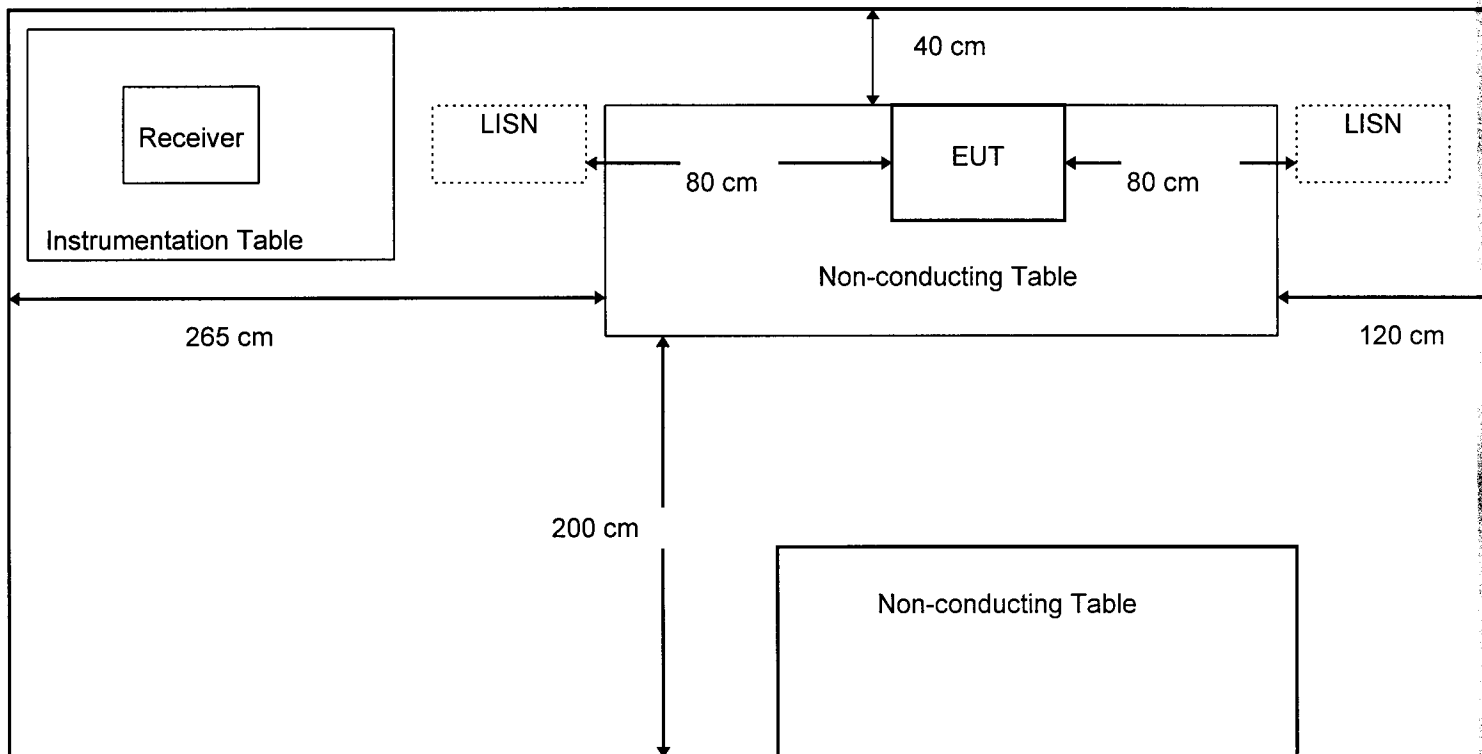 40 cm
Receiver
LISN
EUT
LISN
80 cm
80 cm
Instrumentation Table
Non-conducting Table
265 cm
120 cm
200 cm
Non-conducting Table